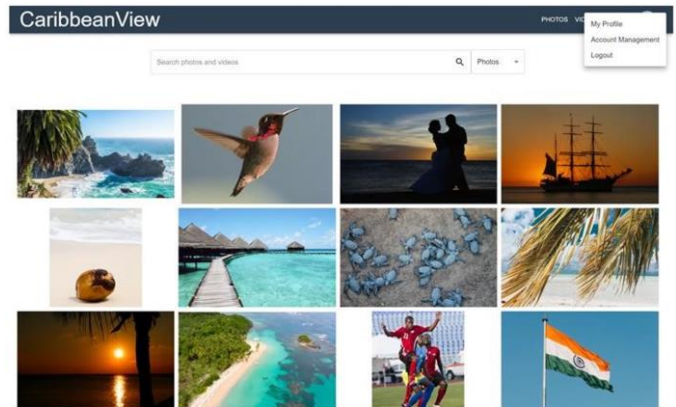 CaribbeanView
PHOTOS
My Profile
Account Management
Logout
Search photos and videos
Photos